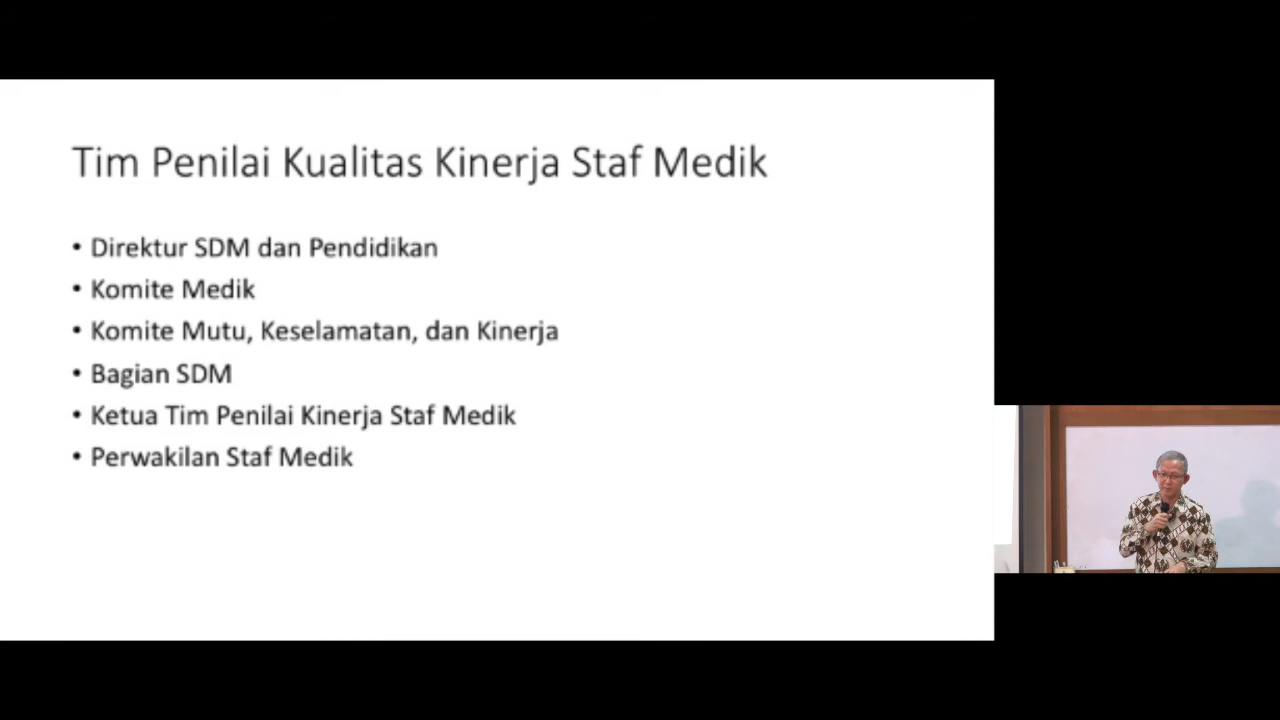 Tim Penilai Kualitas Kinerja Staf Medik
• Direktur SDM dan Pendidikan
• Komite Medik
• Komite Mutu, Keselamatan, dan Kinerja
• Bagian SDM
• Ketua Tim Penilai Kinerja Staf Medik
• Perwakilan Staf Medik